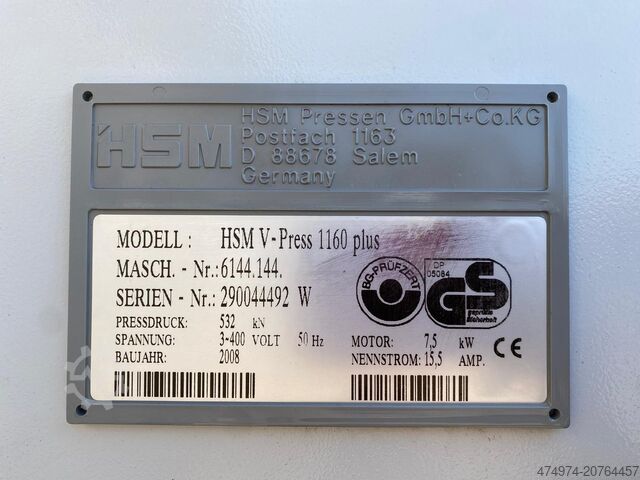 HSM
HSM Pressen GmbH+Co.KG
Postfach 1163
D 88678 Salem
Germany
MODELL : HSM V-Press 1160 plus
MASCH. - Nr.:6144.144.
SERIEN - Nr.: 290044492 W
BG-PRÜFZERT
DP
05084
GS
geprüfte
Sicherheit
PRESSDRUCK: 532 kN
SPANNUNG: 3-400 VOLT 50 Hz MOTOR: 7,5 kW
BAUJAHR: 2008 NENNSTROM: 15,5 AMP. CE
474974-20764457